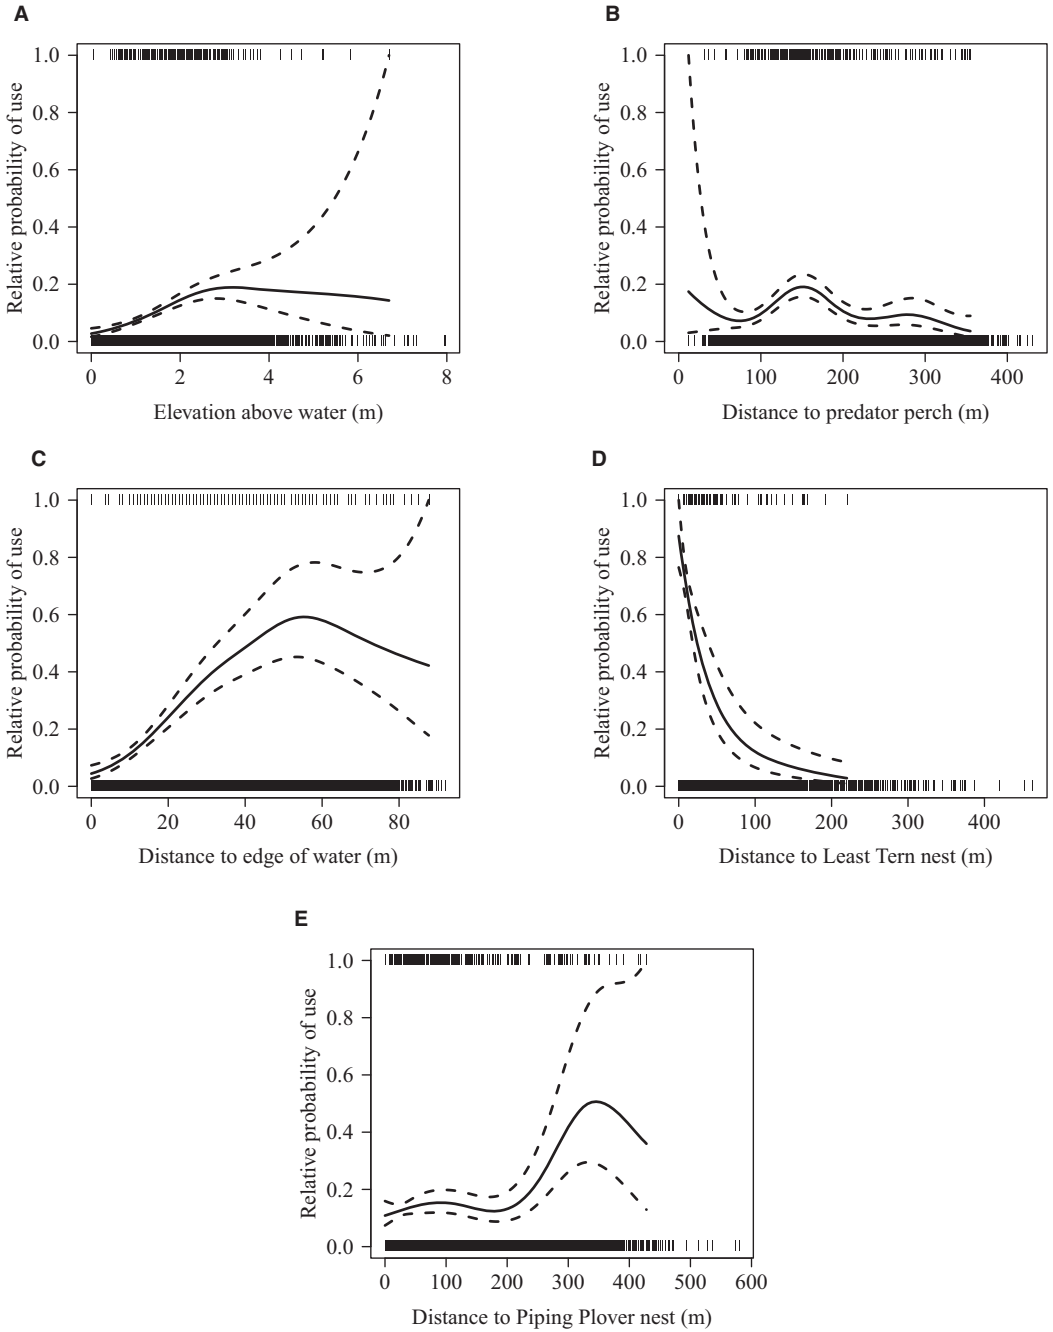 A
Relative probability of use
1.0
0.8
0.6
0.4
0.2
0.0
0 2 4 6 8
Elevation above water (m)
B
Relative probability of use
1.0
0.8
0.6
0.4
0.2
0.0
0 100 200 300 400
Distance to predator perch (m)
C
Relative probability of use
1.0
0.8
0.6
0.4
0.2
0.0
0 20 40 60 80
Distance to edge of water (m)
D
Relative probability of use
1.0
0.8
0.6
0.4
0.2
0.0
0 100 200 300 400
Distance to Least Tern nest (m)
E
Relative probability of use
1.0
0.8
0.6
0.4
0.2
0.0
0 100 200 300 400 500 600
Distance to Piping Plover nest (m)